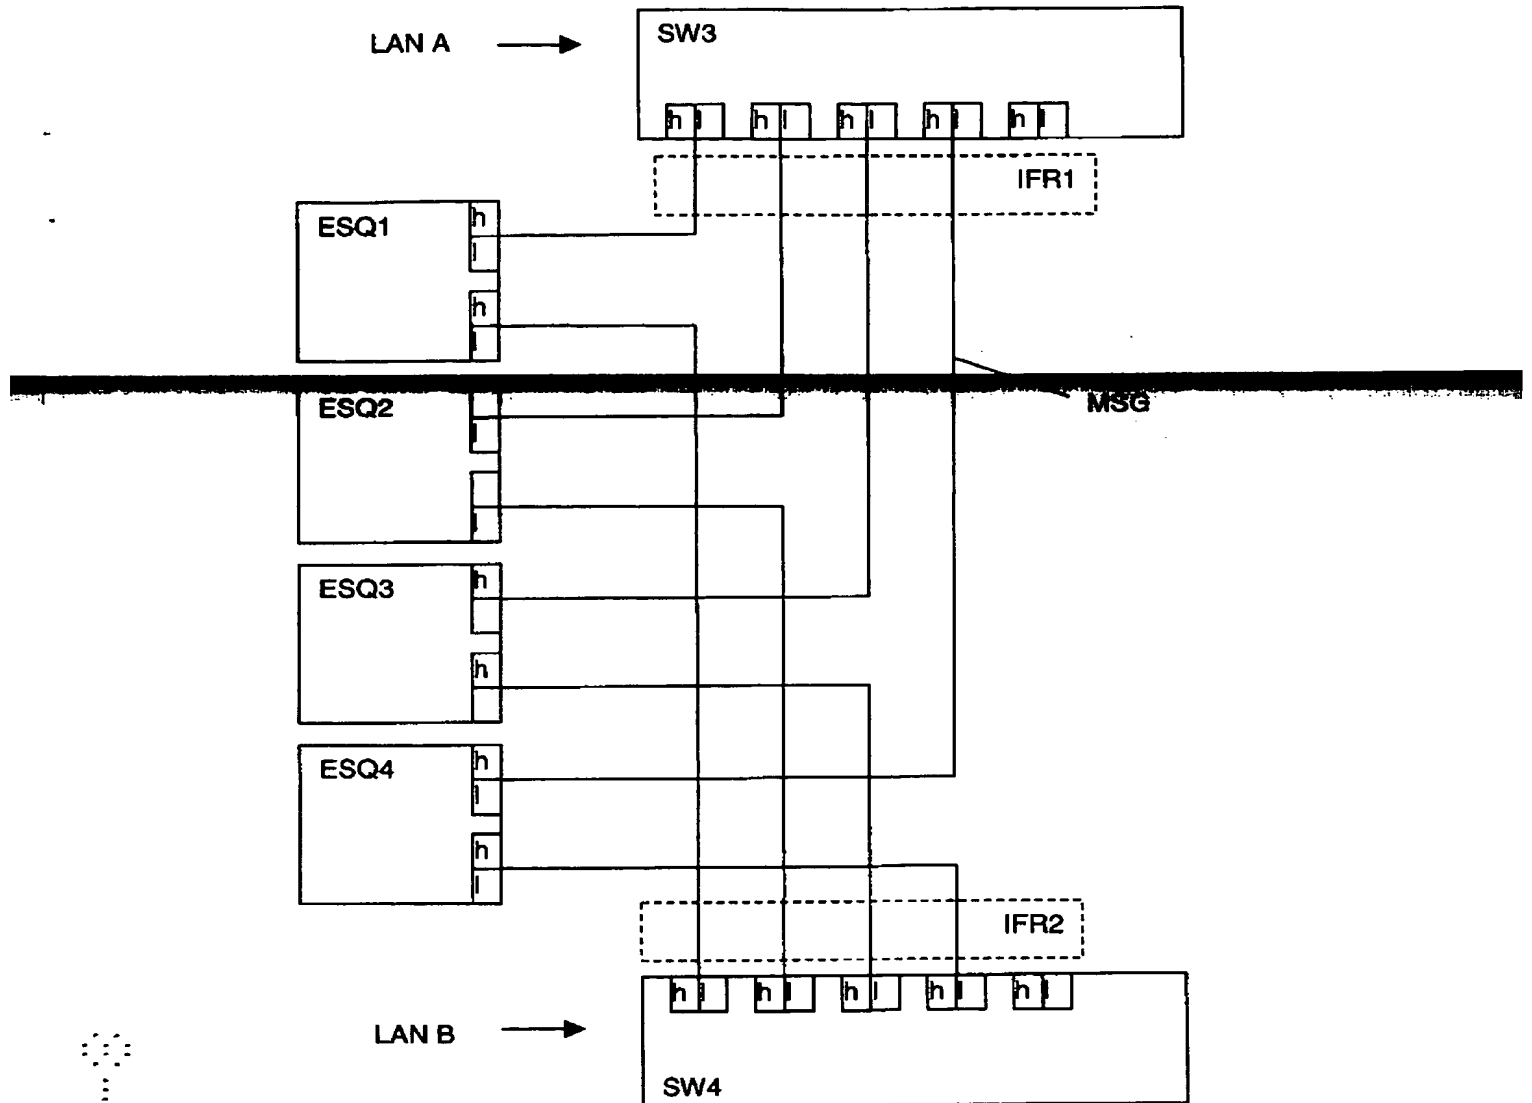 LAN A
SW3
h l h l h l h l h l
IFR1
ESQ1
h
l
h
l
ESQ2
l
l
MSG
ESQ3
h
h
ESQ4
h
l
h
l
IFR2
h l h l h l h l h l
LAN B
SW4